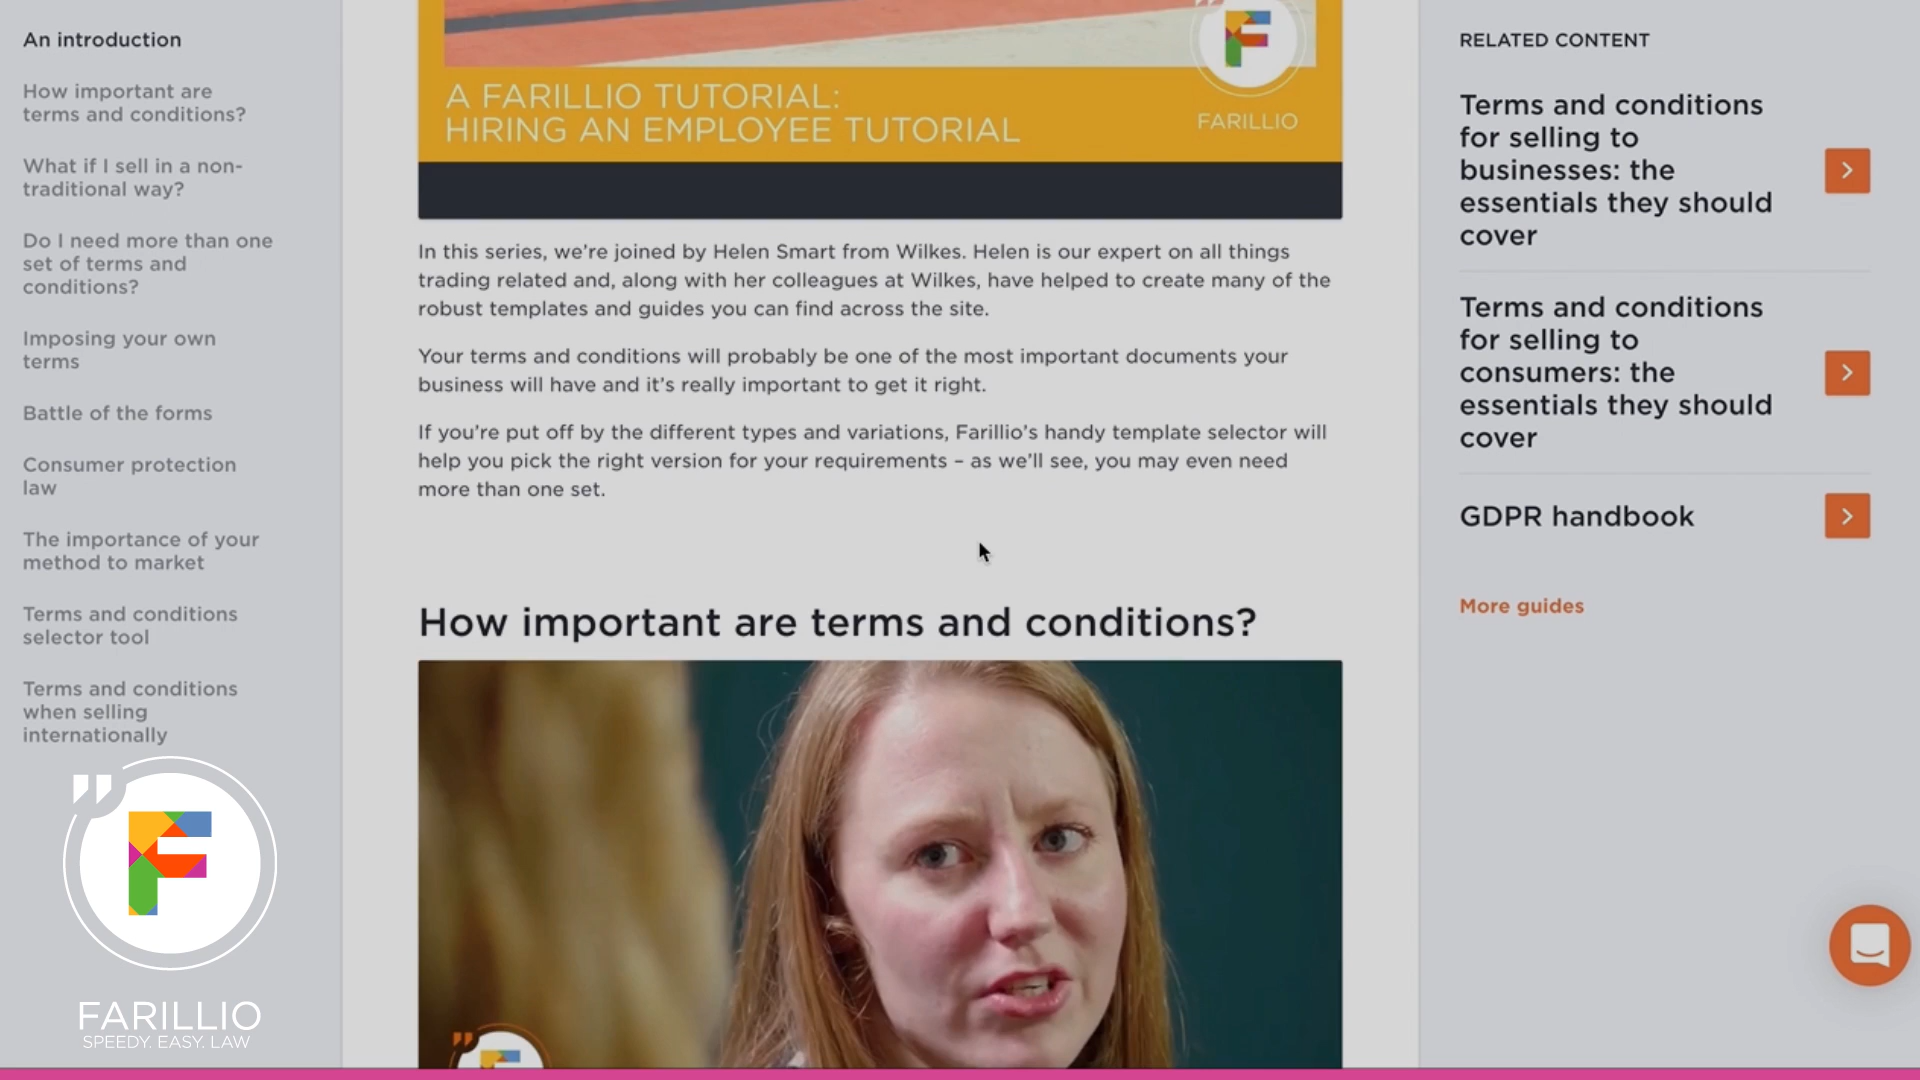 An introduction
How important are
terms and conditions?
What if I sell in a non-
traditional way?
Do I need more than one
set of terms and
conditions?
Imposing your own
terms
Battle of the forms
Consumer protection
law
The importance of your
method to market
Terms and conditions
selector tool
Terms and conditions
when selling
internationally
FARILLIO
SPEEDY. EASY. LAW
A FARILLIO TUTORIAL:
HIRING AN EMPLOYEE TUTORIAL
FARILLIO
In this series, we’re joined by Helen Smart from Wilkes. Helen is our expert on all things
trading related and, along with her colleagues at Wilkes, have helped to create many of the
robust templates and guides you can find across the site.
Your terms and conditions will probably be one of the most important documents your
business will have and it’s really important to get it right.
If you’re put off by the different types and variations, Farillio’s handy template selector will
help you pick the right version for your requirements – as we’ll see, you may even need
more than one set.
How important are terms and conditions?
RELATED CONTENT
Terms and conditions
for selling to
businesses: the
essentials they should
cover
Terms and conditions
for selling to
consumers: the
essentials they should
cover
GDPR handbook
More guides